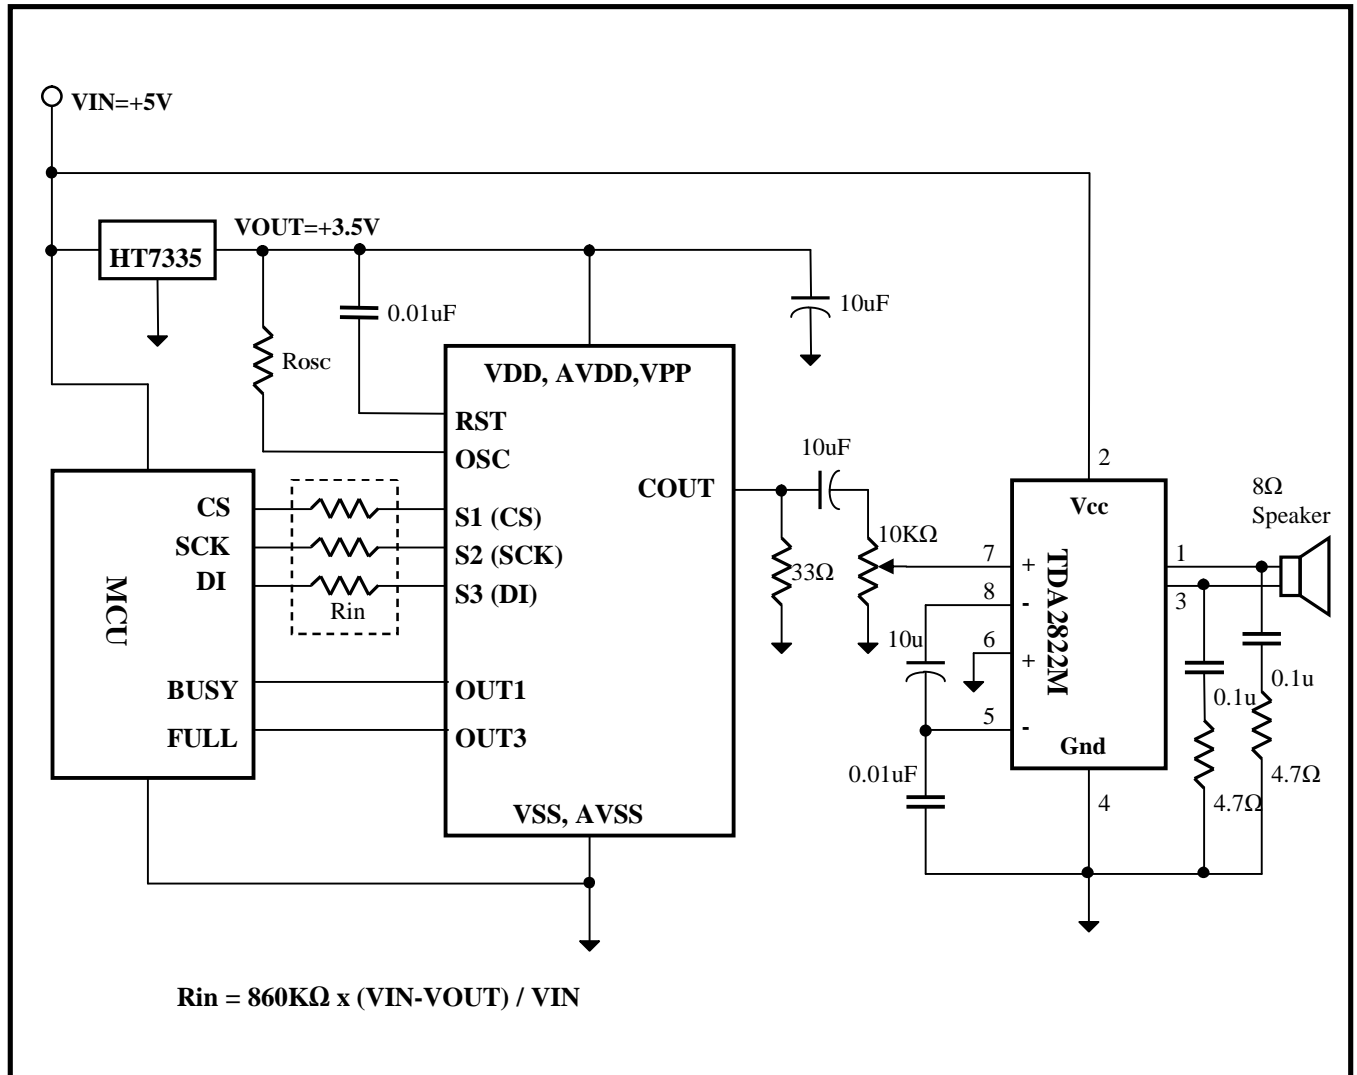 VIN=+5V
VOUT=+3.5V
HT7335
0.01uF
10uF
Rosc
VDD, AVDD,VPP
RST
OSC
COUT
10uF
2
CS
SCK
DI
MCU
BUSY
FULL
Rin
S1 (CS)
S2 (SCK)
S3 (DI)
OUT1
OUT3
VSS, AVSS
33Ω
10KΩ
7
8
6
5
10u
0.01uF
Vcc
+
-
+
-
TDA2822M
Gnd
4
1
3
8Ω
Speaker
0.1u
0.1u
4.7Ω
4.7Ω
Rin = 860KΩ x (VIN-VOUT) / VIN